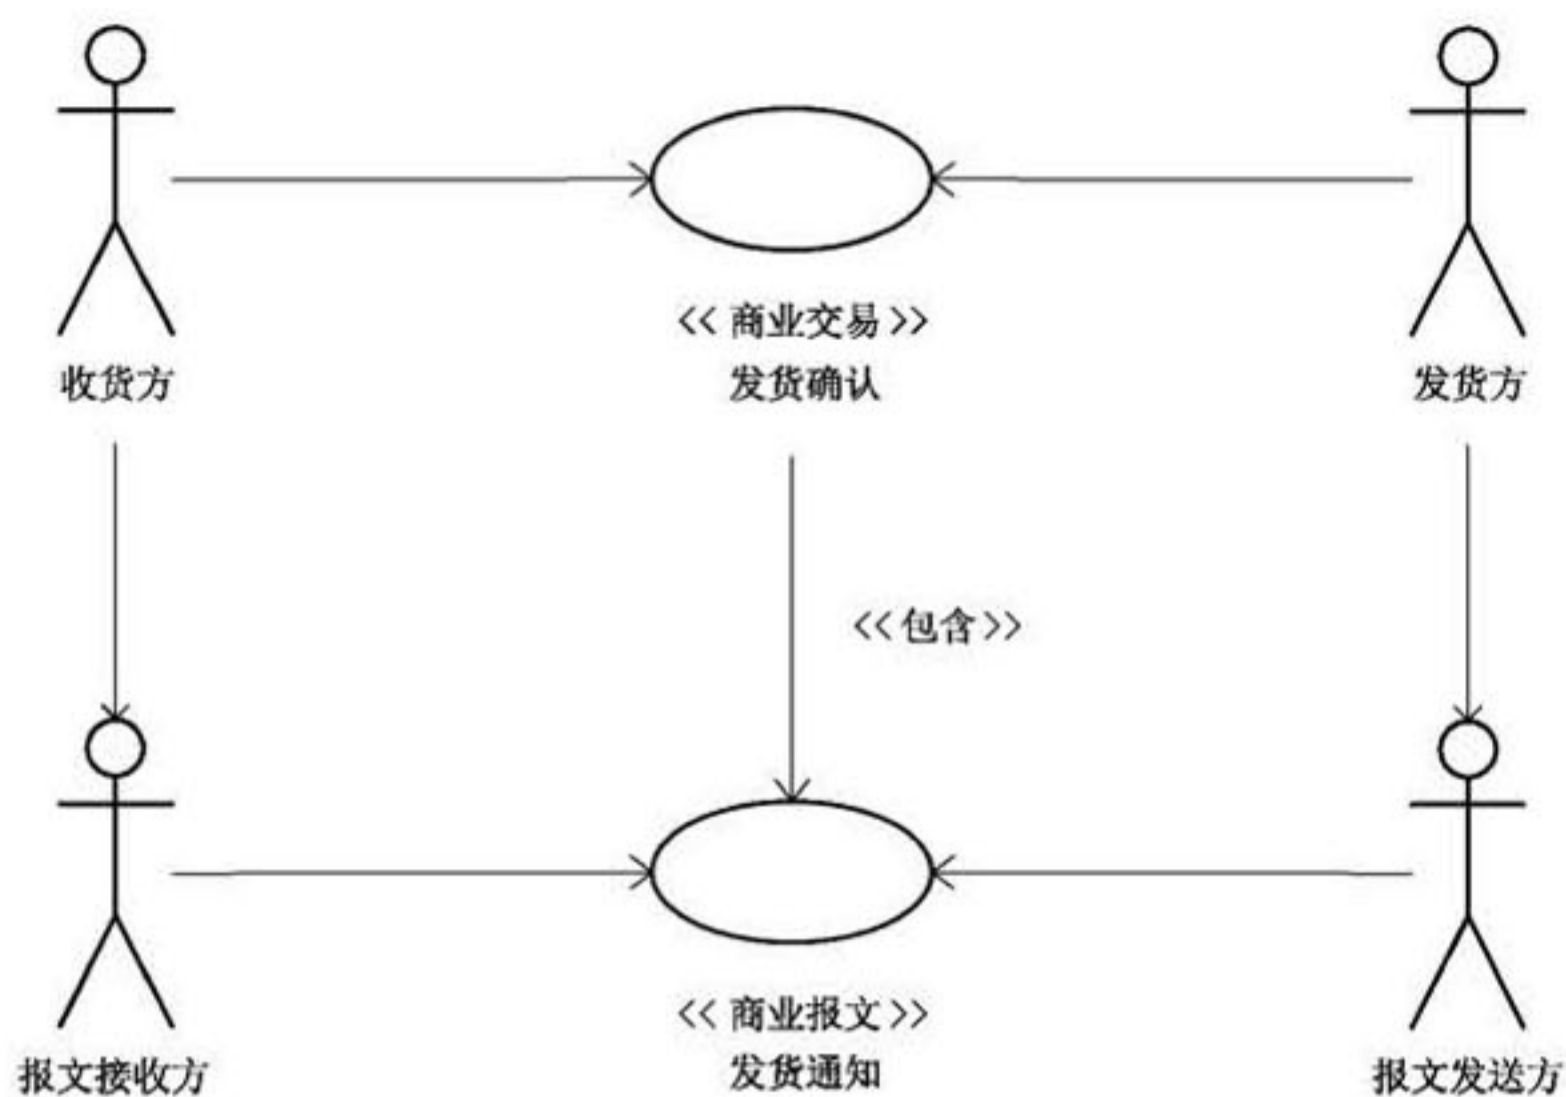 <<商业交易>>
收货方
发货确认
发货方
<<包含>>
<<商业报文>>
报文接收方
发货通知
报文发送方